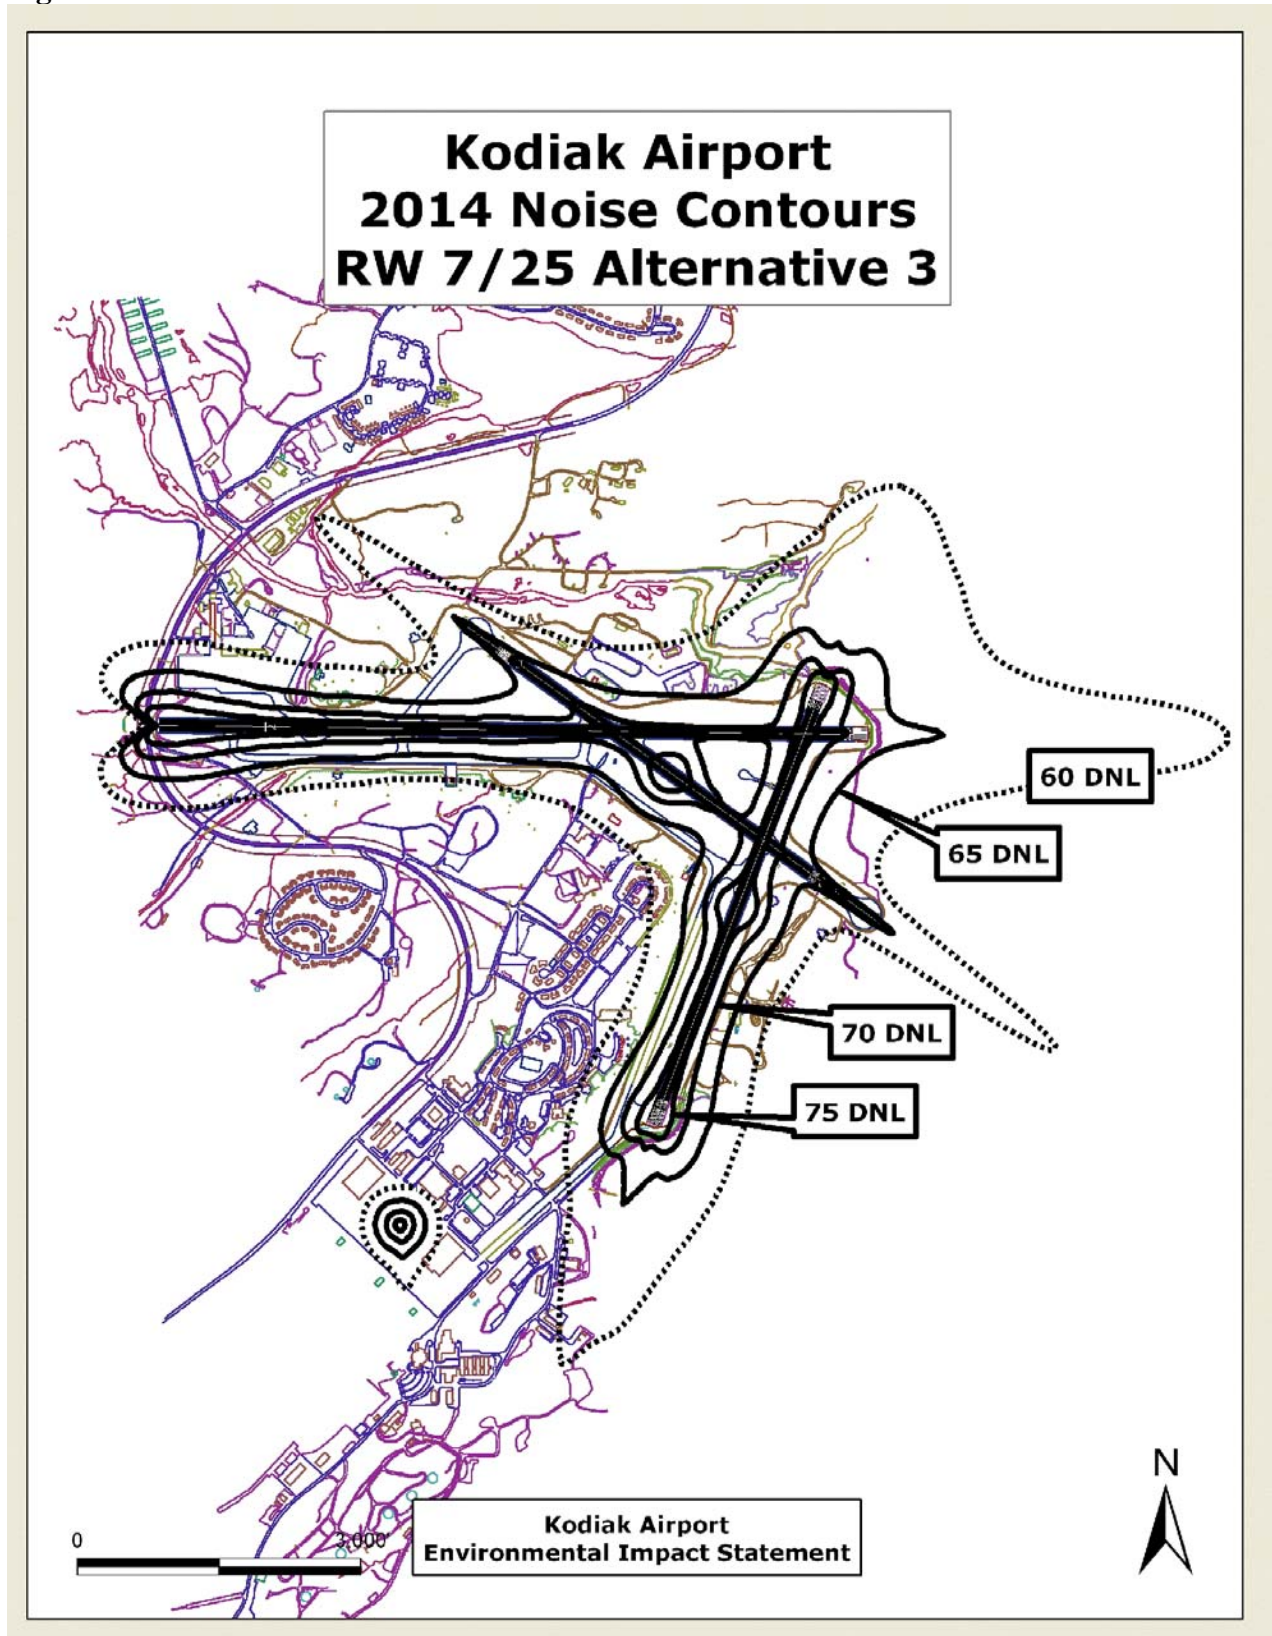 Kodiak Airport
2014 Noise Contours
RW 7/25 Alternative 3
60 DNL
65 DNL
70 DNL
75 DNL
N
0 3,000'
Kodiak Airport
Environmental Impact Statement